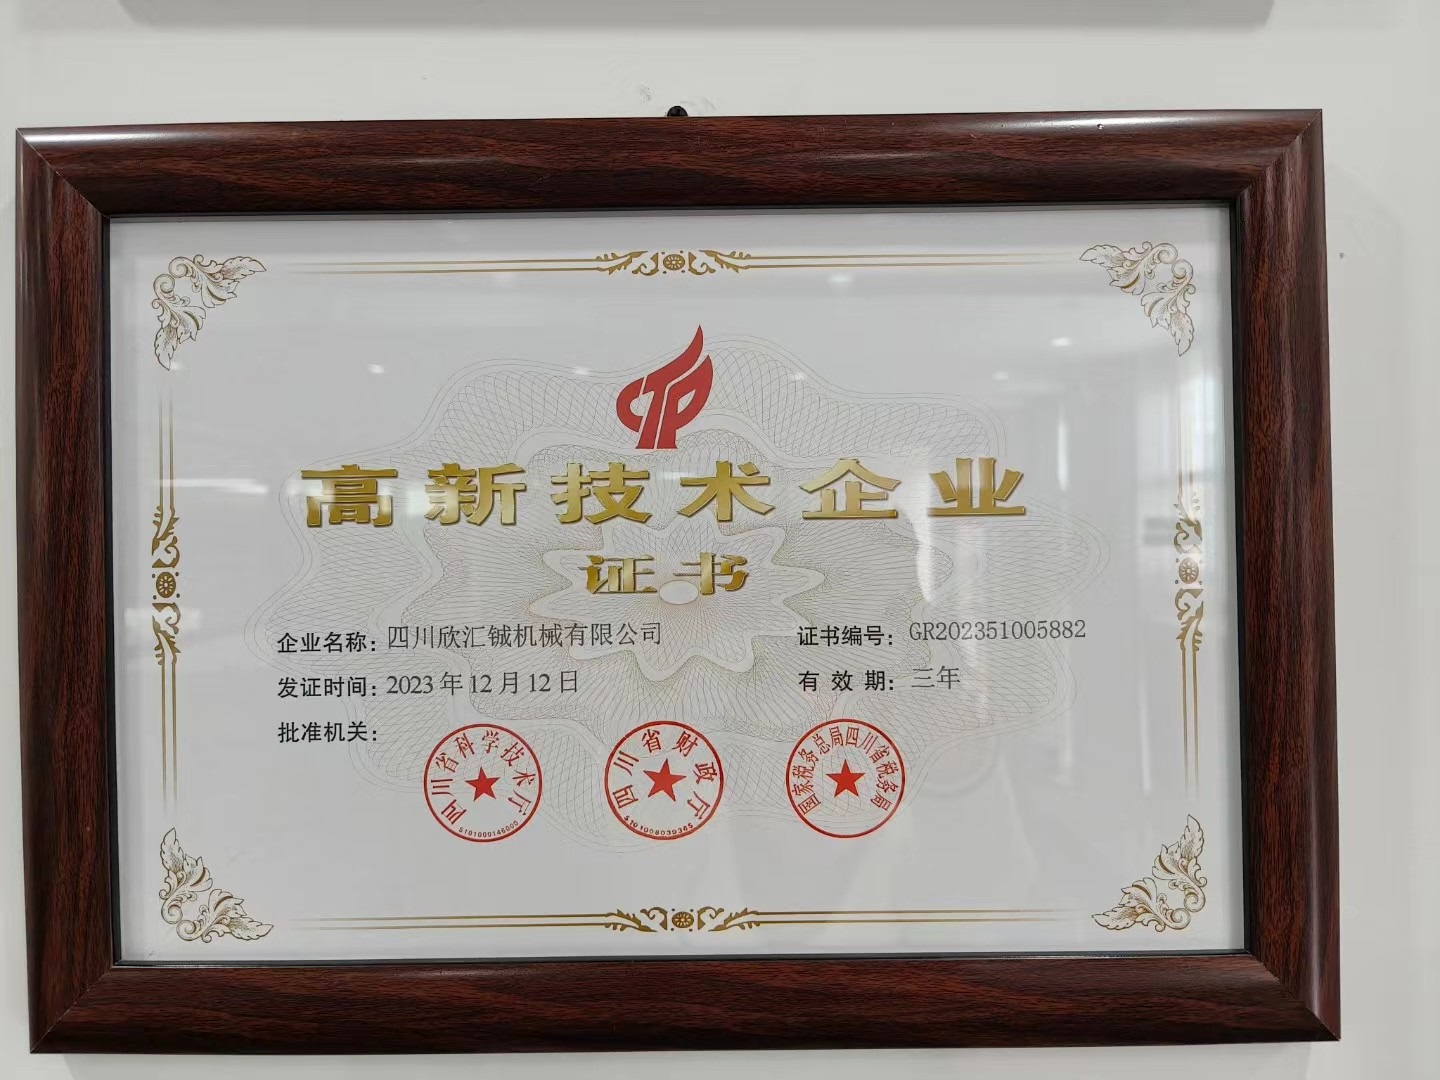 CTP
高新技术企业
证书
企业名称：四川欣汇铖机械有限公司
证书编号：GR202351005882
发证时间：2023年12月12日
有效期：三年
批准机关：
四川省科学技术厅
5101000146000
四川省财政厅
5101008039365
国家税务总局四川省税务局